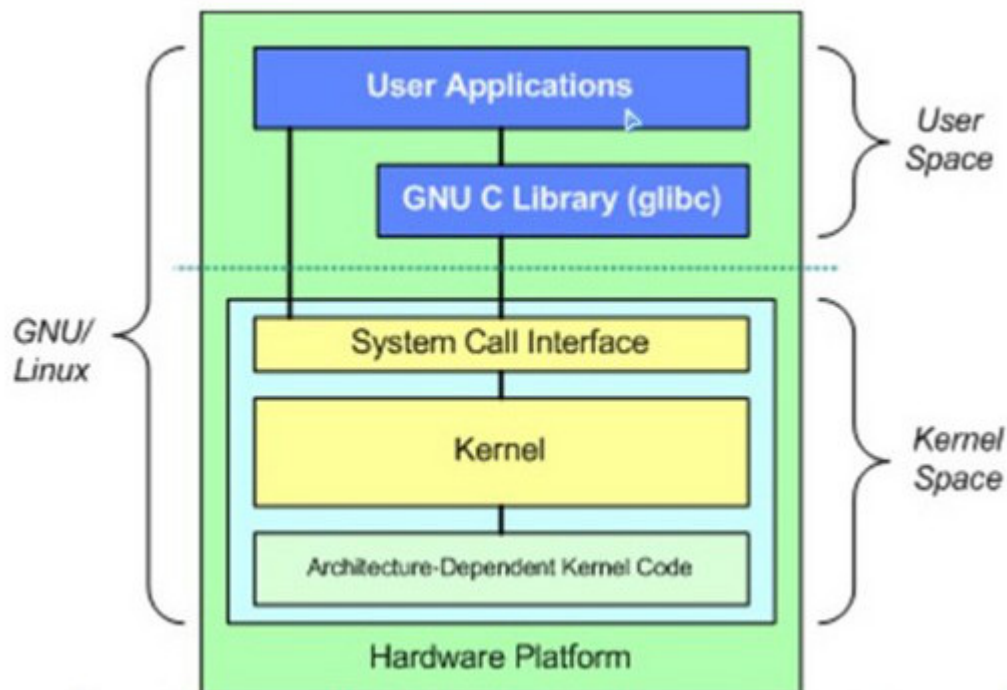 User Applications
User
Space
GNU C Library (glibc)
GNU/
Linux
System Call Interface
Kernel
Kernel
Space
Architecture-Dependent Kernel Code
Hardware Platform